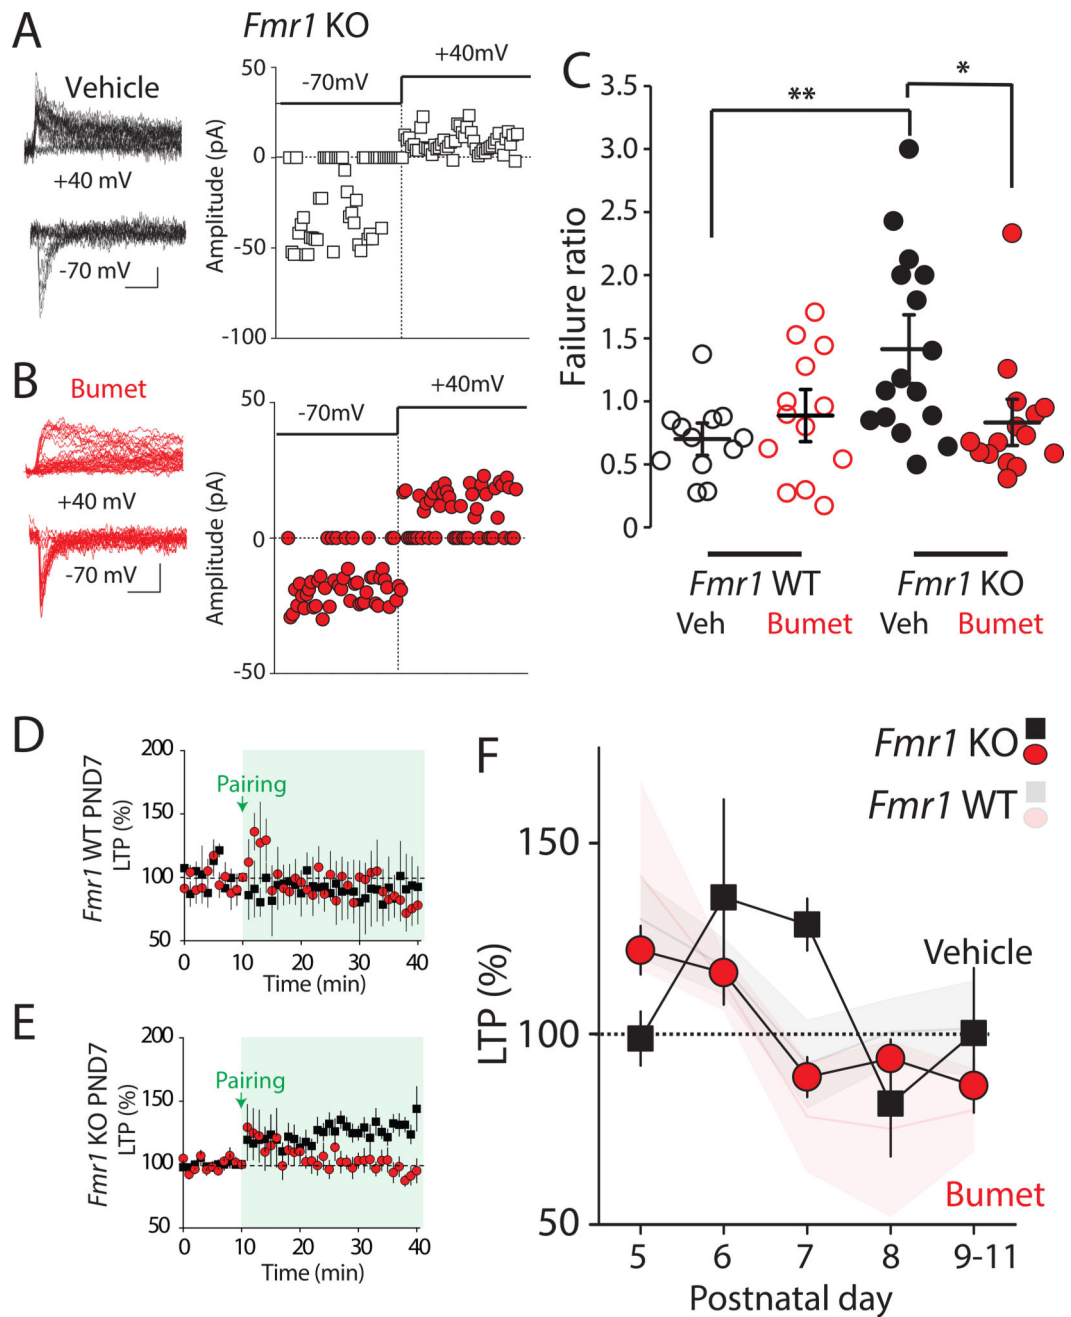 A
Fmr1 KO
Vehicle
+40 mV
-70 mV
50
0
-50
-100
Amplitude (pA)
-70mV
+40mV
B
Bumet
+40 mV
-70 mV
50
0
-50
Amplitude (pA)
-70mV
+40mV
C
3.5
3.0
2.5
2.0
1.5
1.0
0.5
0
Failure ratio
**
*
Fmr1 WT
Fmr1 KO
Veh
Bumet
Veh
Bumet
D
Fmr1 WT PND7
LTP (%)
200
150
100
50
Pairing
0
10
20
30
40
Time (min)
E
Fmr1 KO PND7
LTP (%)
200
150
100
50
Pairing
0
10
20
30
40
Time (min)
F
Fmr1 KO
Fmr1 WT
150
100
50
LTP (%)
Vehicle
Bumet
5
6
7
8
9-11
Postnatal day